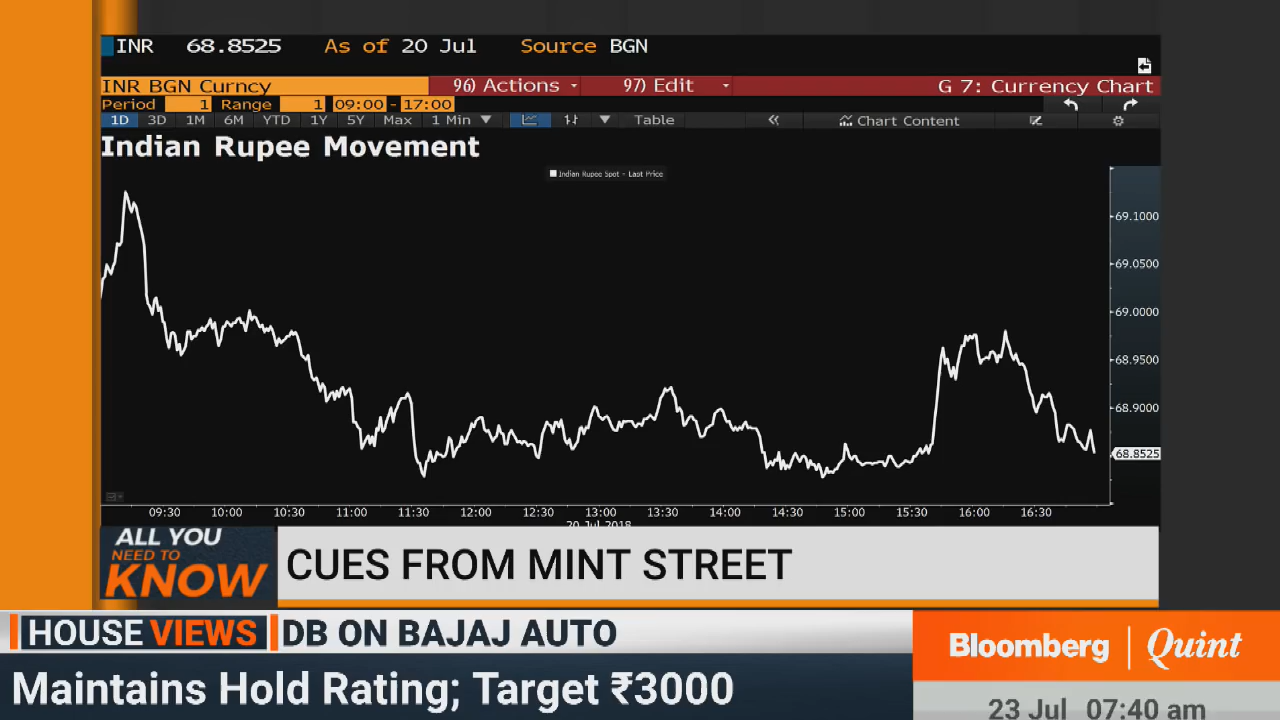 INR 68.8525 As of 20 Jul Source BGN
INR BGN Curncy 96) Actions 97) Edit G 7: Currency Chart
Period 1 Range 1 09:00 - 17:00
1D 3D 1M 6M YTD 1Y 5Y Max 1 Min Table Chart Content
Indian Rupee Movement
Indian Rupee Spot - Last Price
69.1000
69.0500
69.0000
68.9500
68.9000
68.8525
09:30 10:00 10:30 11:00 11:30 12:00 12:30 13:00 13:30 14:00 14:30 15:00 15:30 16:00 16:30
20 Jul 2018
ALL YOU
NEED TO
KNOW
CUES FROM MINT STREET
HOUSE VIEWS DB ON BAJAJ AUTO
Maintains Hold Rating; Target ₹3000
Bloomberg | Quint
23 Jul 07:40 am